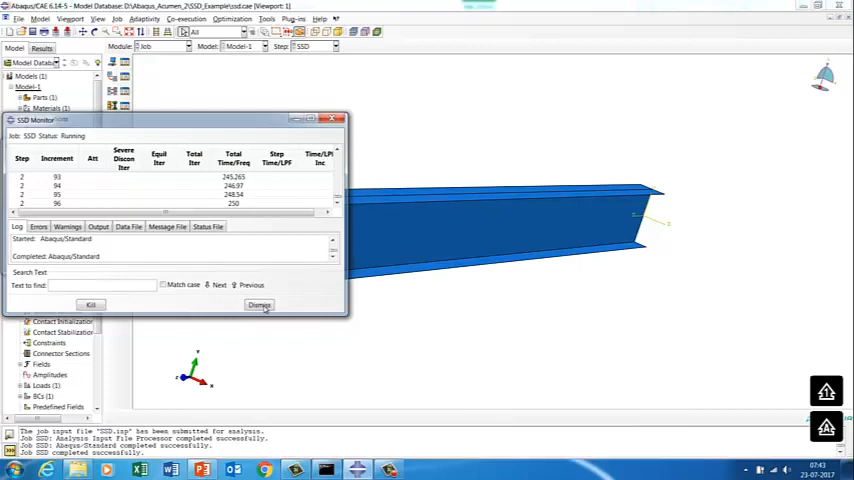 Abaqus/CAE 6.14-5 - Model Database: D:\Abaqus_Acumen_2\SSD_Example\ssd.cae [Viewport: 1]
File Model Viewport View Job Adaptivity Co-execution Optimization Tools Plug-ins Help
All
Model Results Module: Job Model: Model-1 Step: SSD
Model Datab
Models (1)
Model-1
Parts (1)
Materials (1)
SSD Monitor
Job: SSD Status: Running
Step Increment Att Severe Discon Iter Equil Iter Total Iter Total Time/Freq Step Time/LPF Time/LPF Inc
2 93 245.265
2 94 246.97
2 95 248.54
2 96 250
Log Errors Warnings Output Data File Message File Status File
Started: Abaqus/Standard
Completed: Abaqus/Standard
Search Text
Text to find: Match case Next Previous
Kill Dismiss
Contact Initialization
Contact Stabilization
Constraints
Connector Sections
Fields
Amplitudes
Loads (1)
BCs (1)
Predefined Fields
Y
Z
X
The job input file "SSD.inp" has been submitted for analysis.
Job SSD: Analysis Input File Processor completed successfully.
Job SSD: Abaqus/Standard completed successfully.
Job SSD completed successfully.
07:43
23-07-2017